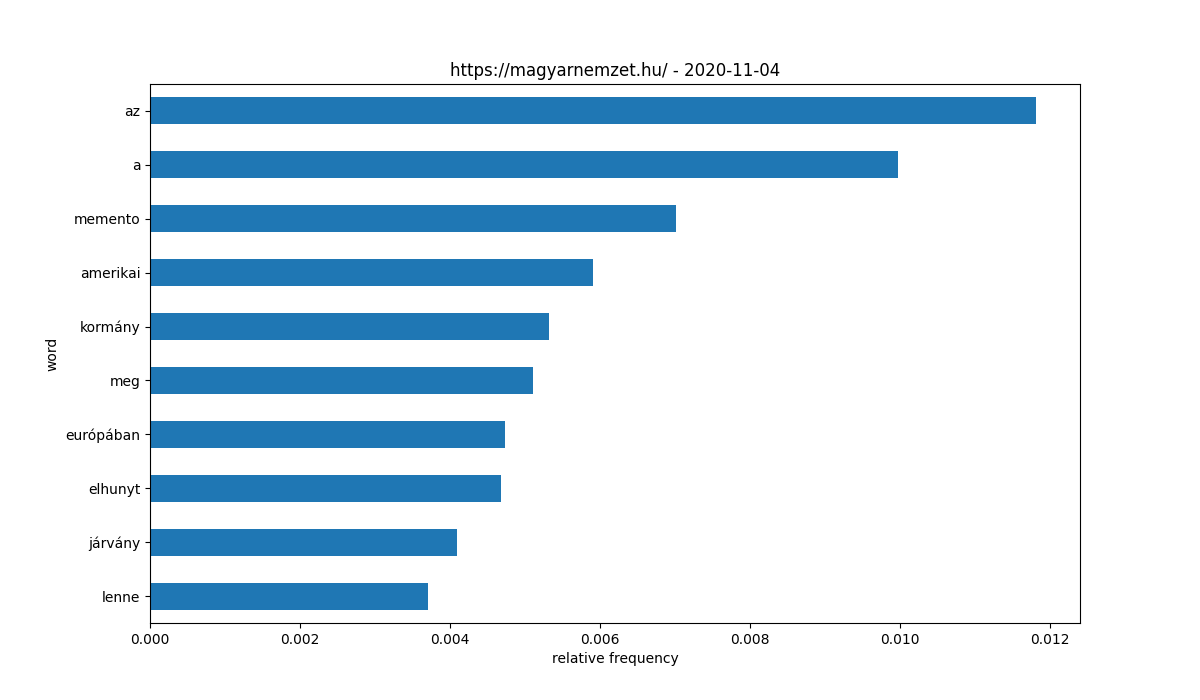 https://magyarnemzet.hu/ - 2020-11-04
az
a
memento
amerikai
kormány
meg
európában
elhunyt
járvány
lenne
word
0.000 0.002 0.004 0.006 0.008 0.010 0.012
relative frequency